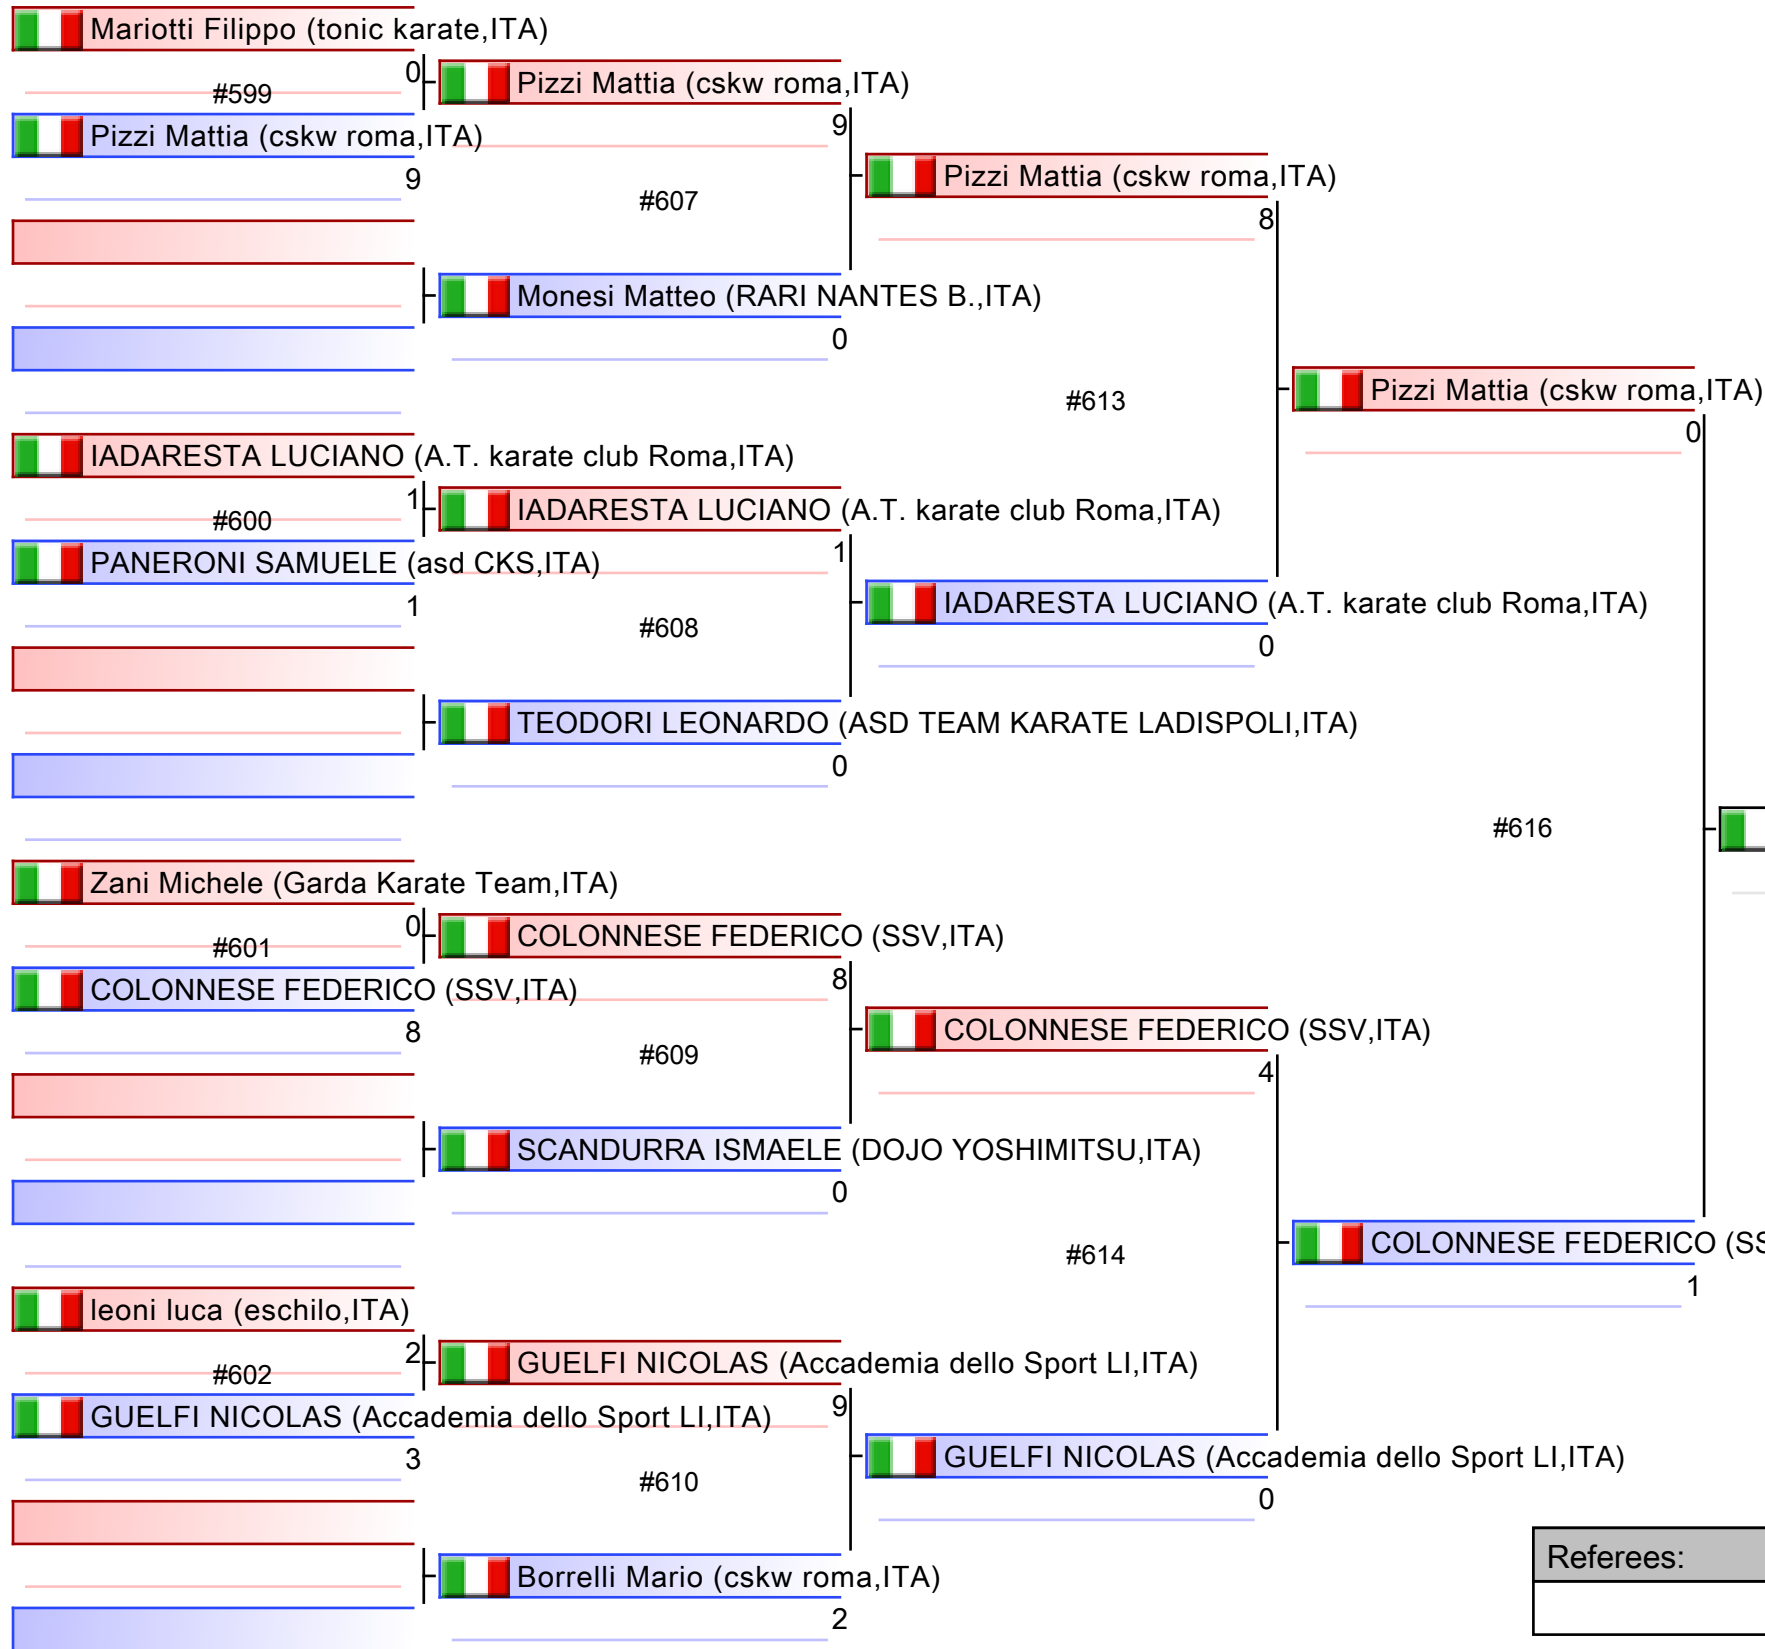 Mariotti Filippo (tonic karate,ITA)
0
#599
Pizzi Mattia (cskw roma,ITA)
9
Pizzi Mattia (cskw roma,ITA)
9
#607
Monesi Matteo (RARI NANTES B.,ITA)
0
Pizzi Mattia (cskw roma,ITA)
8
#613
Pizzi Mattia (cskw roma,ITA)
0
IADARESTA LUCIANO (A.T. karate club Roma,ITA)
1
#600
PANERONI SAMUELE (asd CKS,ITA)
1
IADARESTA LUCIANO (A.T. karate club Roma,ITA)
1
#608
TEODORI LEONARDO (ASD TEAM KARATE LADISPOLI,ITA)
0
IADARESTA LUCIANO (A.T. karate club Roma,ITA)
0
#616
Zani Michele (Garda Karate Team,ITA)
0
#601
COLONNESE FEDERICO (SSV,ITA)
8
COLONNESE FEDERICO (SSV,ITA)
8
#609
SCANDURRA ISMAELE (DOJO YOSHIMITSU,ITA)
0
COLONNESE FEDERICO (SSV,ITA)
4
#614
COLONNESE FEDERICO (SS
1
leoni luca (eschilo,ITA)
2
#602
GUELFI NICOLAS (Accademia dello Sport LI,ITA)
3
GUELFI NICOLAS (Accademia dello Sport LI,ITA)
9
#610
Borrelli Mario (cskw roma,ITA)
2
GUELFI NICOLAS (Accademia dello Sport LI,ITA)
0
Referees: